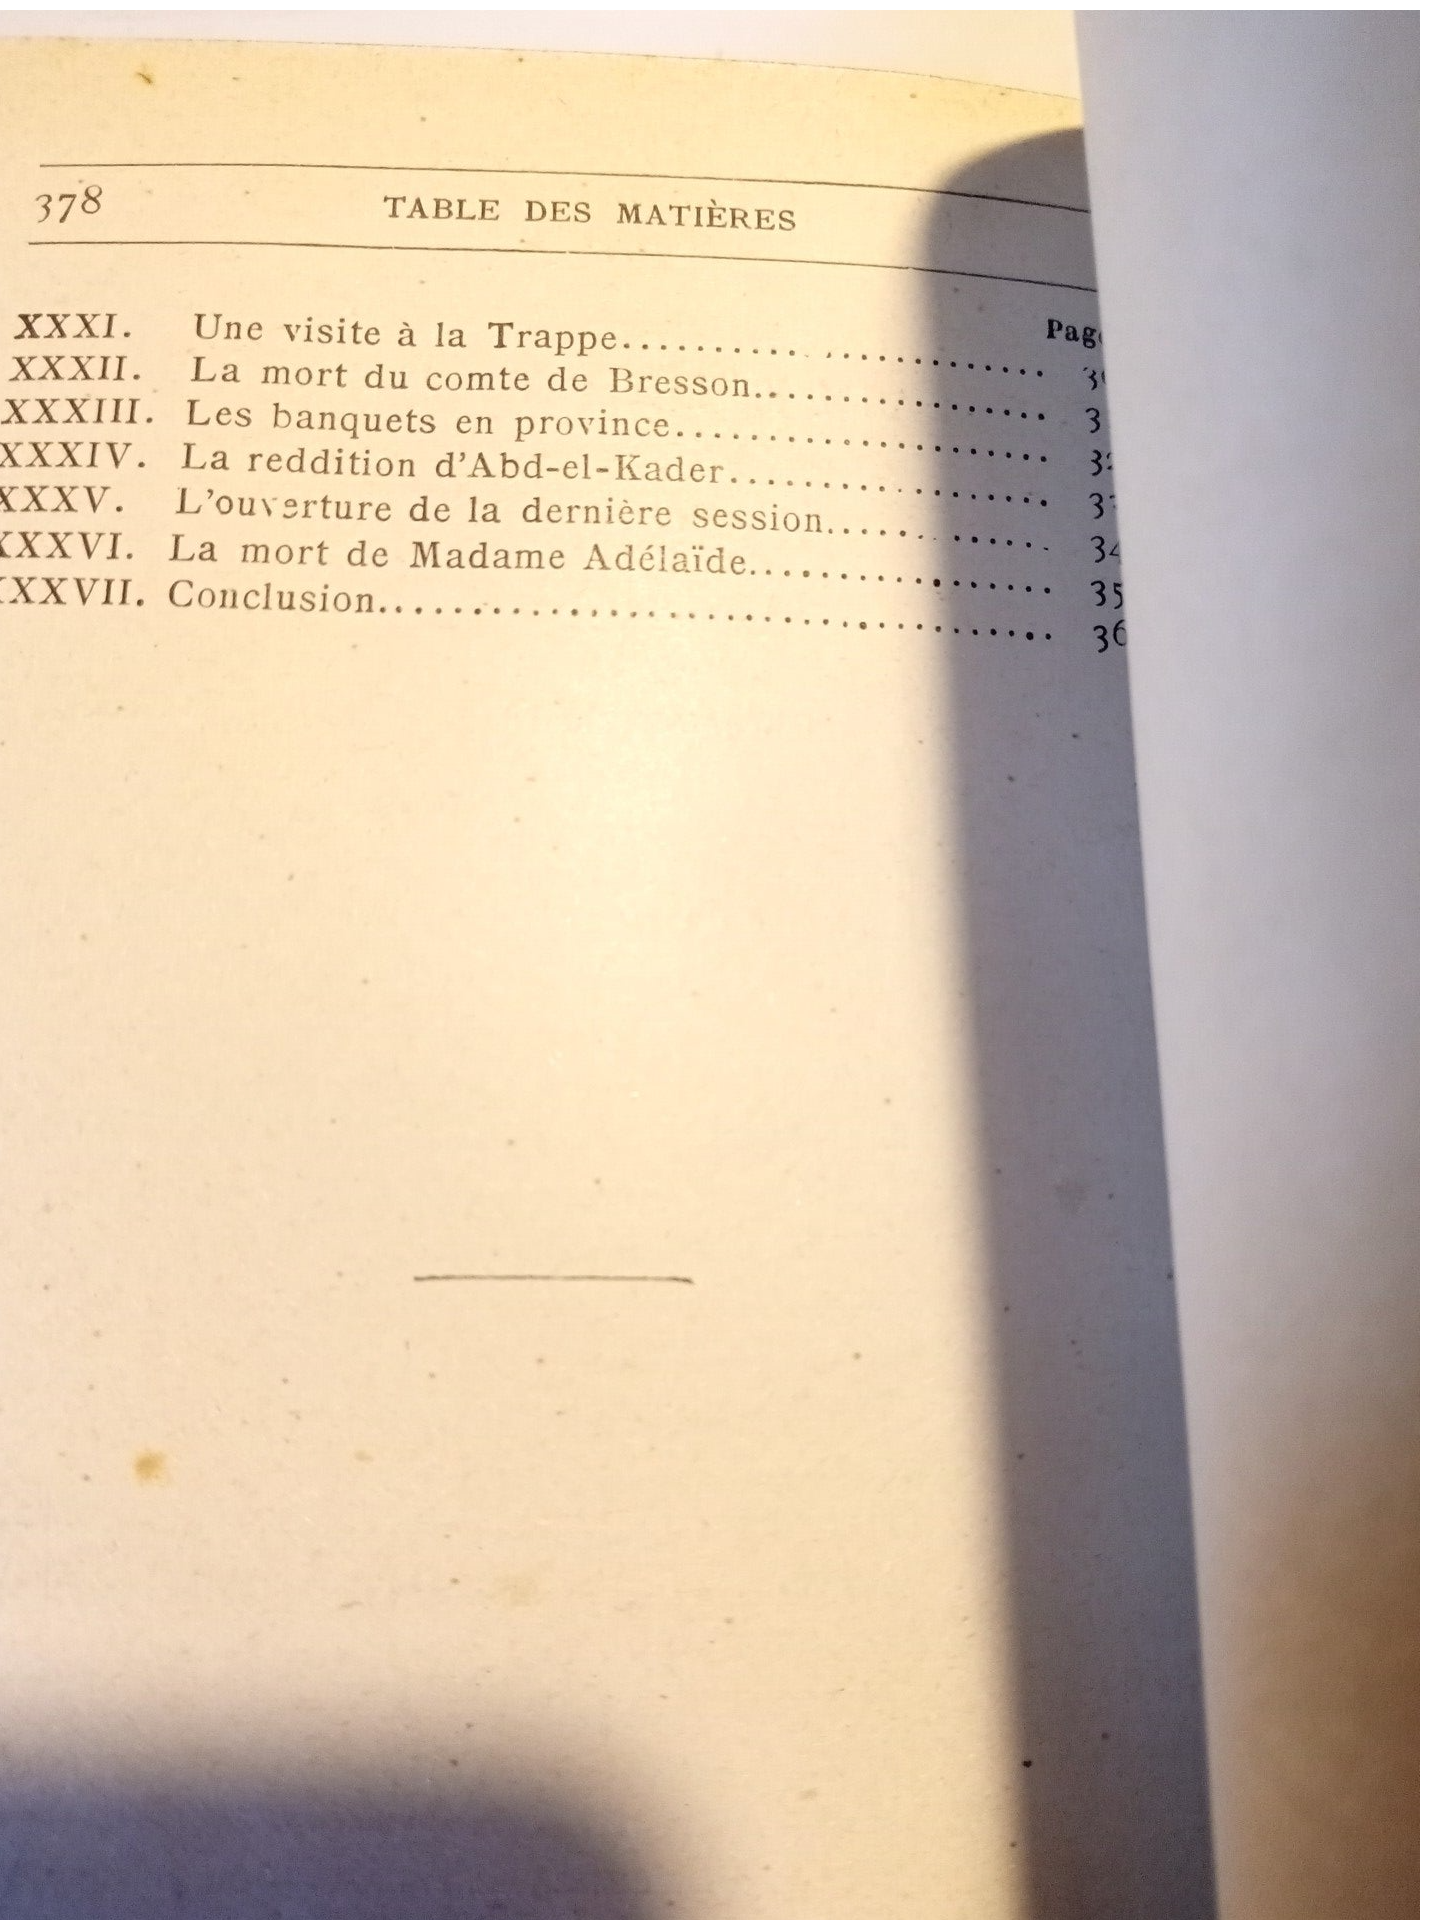 378 TABLE DES MATIÈRES
XXXI. Une visite à la Trappe
XXXII. La mort du comte de Bresson
XXXIII. Les banquets en province
XXXIV. La reddition d'Abd-el-Kader
XXXV. L'ouverture de la dernière session
XXXVI. La mort de Madame Adélaïde
XXXVII. Conclusion